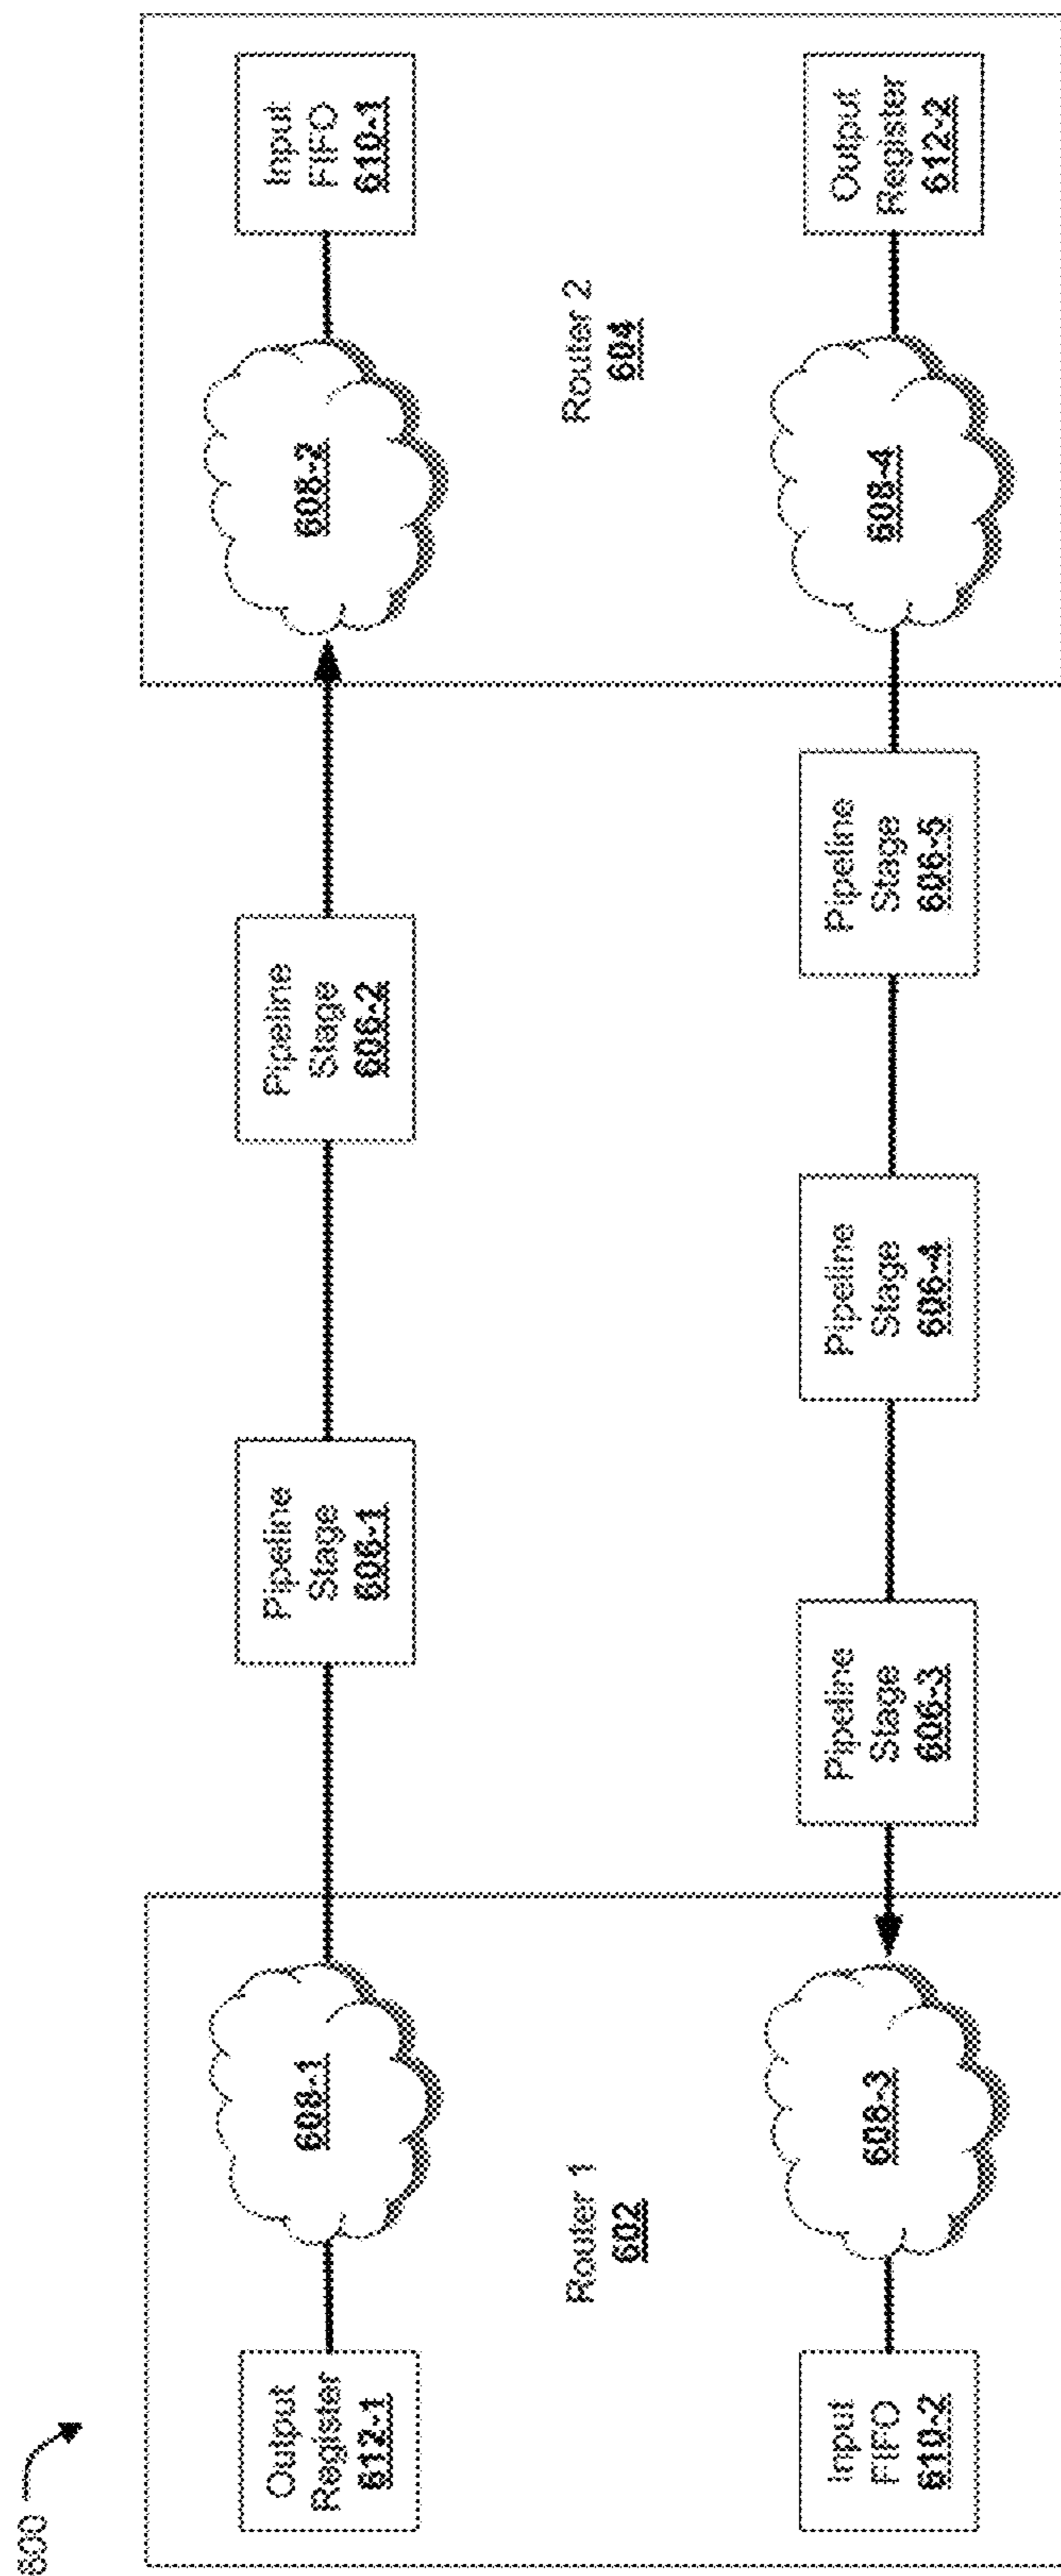 600
Output
Register
612-1
608-1
Pipeline
Stage
606-1
Pipeline
Stage
606-2
608-2
Input
FIFO
610-1
Router 1
602
Router 2
604
Input
FIFO
610-2
608-3
Pipeline
Stage
606-3
Pipeline
Stage
606-4
Pipeline
Stage
606-5
608-4
Output
Register
612-2